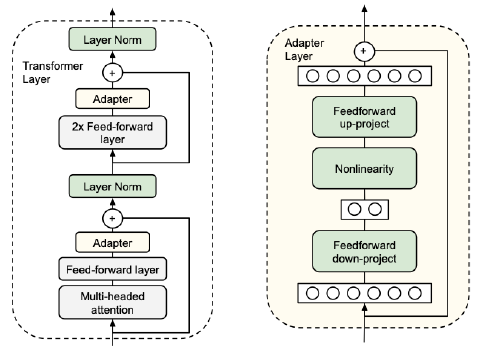 Layer Norm
Transformer
Layer
+
Adapter
2x Feed-forward
layer
Layer Norm
+
Adapter
Feed-forward layer
Multi-headed
attention
Adapter
Layer
+
Feedforward
up-project
Nonlinearity
Feedforward
down-project